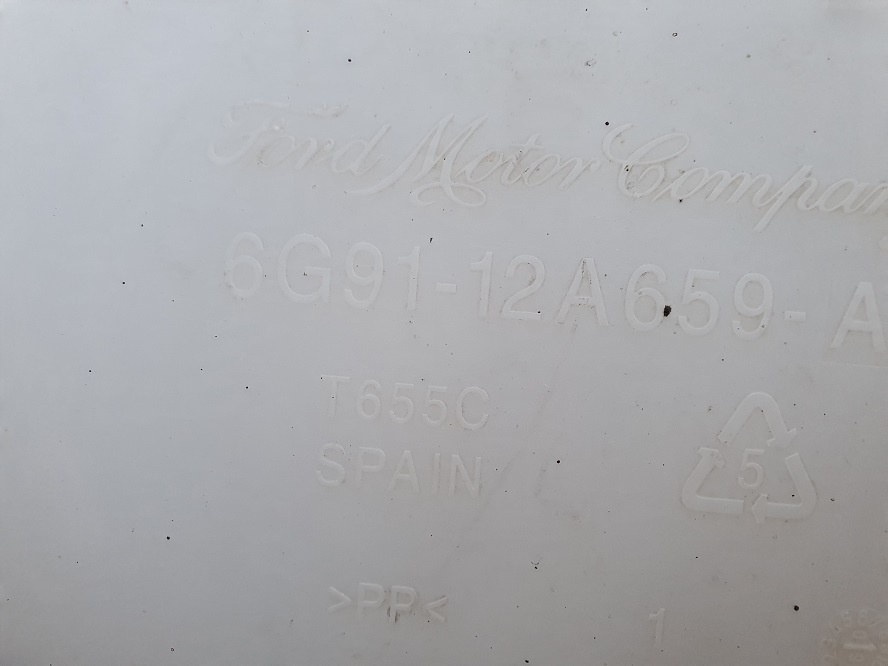 Ford Motor Company
6G91-12A659-A
T655C
SPAIN
5
>PP<
1